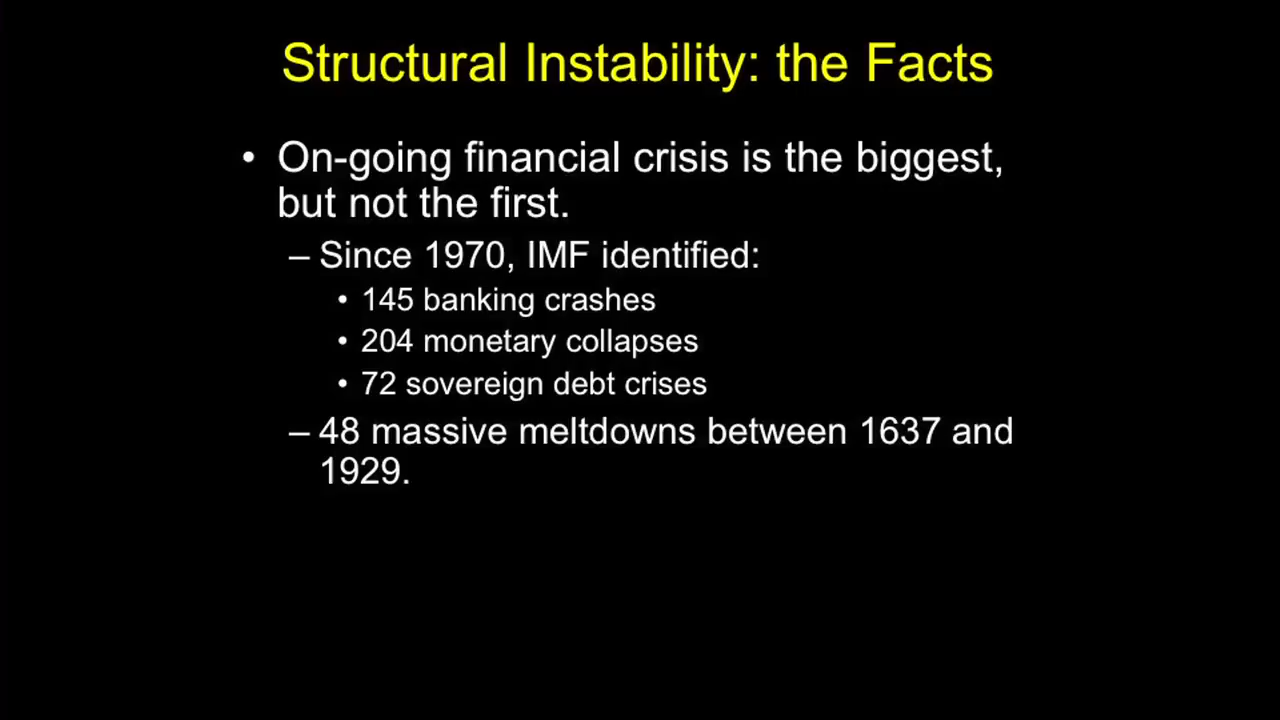 Structural Instability: the Facts
• On-going financial crisis is the biggest,
but not the first.
– Since 1970, IMF identified:
• 145 banking crashes
• 204 monetary collapses
• 72 sovereign debt crises
– 48 massive meltdowns between 1637 and
1929.